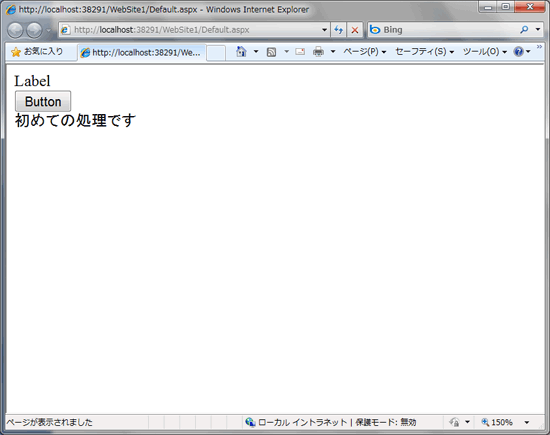 http://localhost:38291/WebSite1/Default.aspx - Windows Internet Explorer
http://localhost:38291/WebSite1/Default.aspx
Bing
お気に入り
http://localhost:38291/We...
ページ(P)
セーフティ(S)
ツール(O)
Label
Button
初めての処理です
ページが表示されました
ローカル イントラネット | 保護モード: 無効
150%